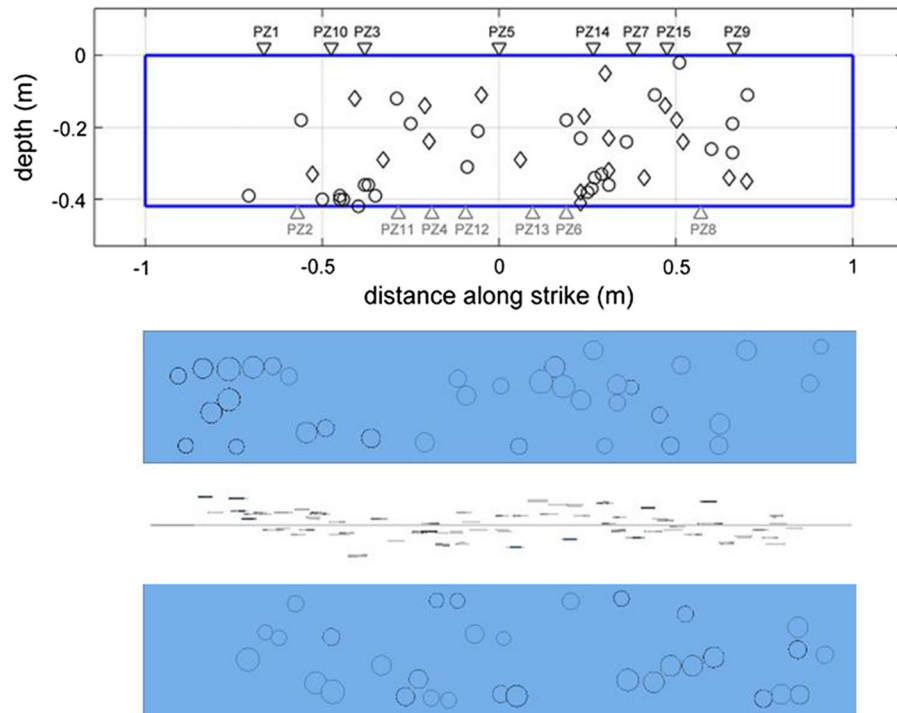 PZ1 PZ10 PZ3 PZ5 PZ14 PZ7 PZ15 PZ9
0
-0.2
-0.4
depth (m)
PZ2 PZ11 PZ4 PZ12 PZ13 PZ6 PZ8
-1 -0.5 0 0.5 1
distance along strike (m)